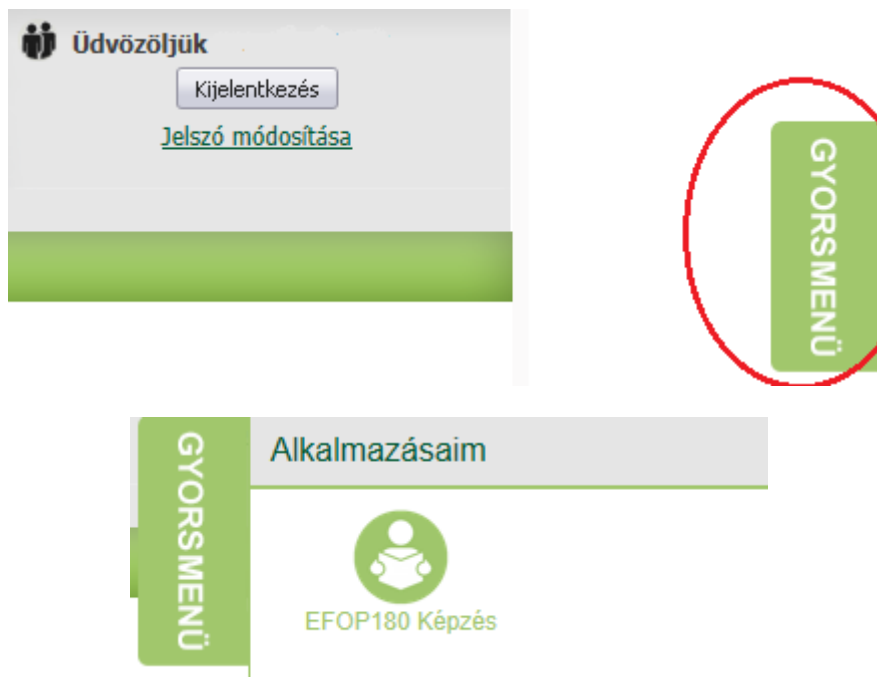 Üdvözöljük
Kijelentkezés
Jelszó módosítása
GYORSMENÜ
GYORSMENÜ
Alkalmazásaim
EFOP180 Képzés